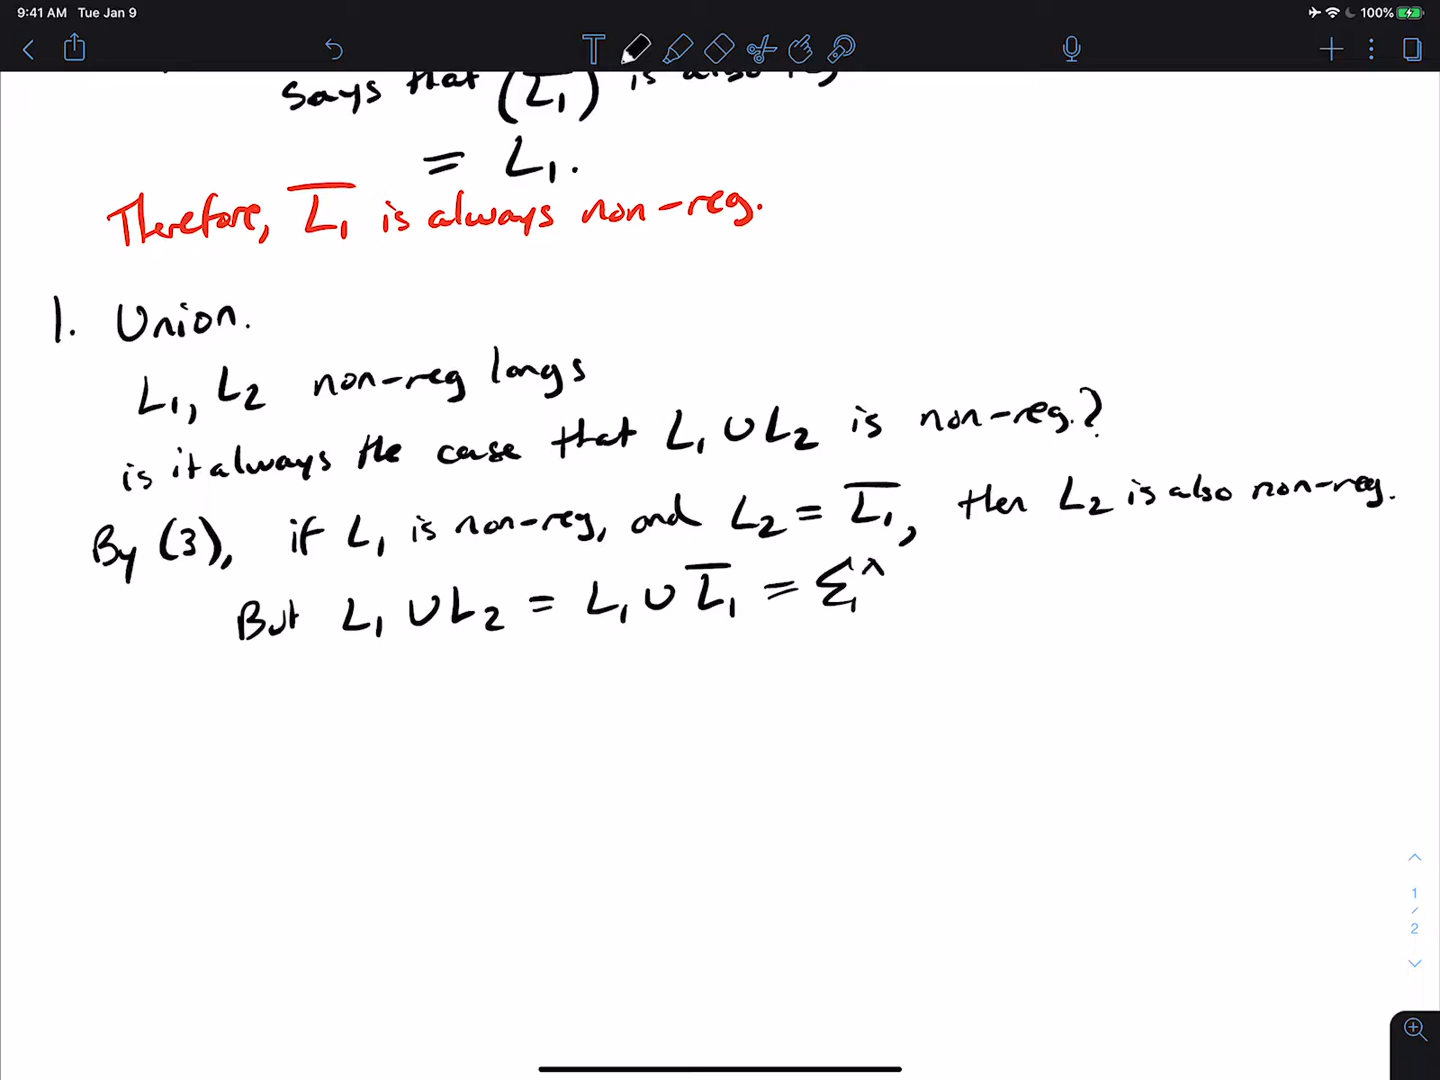 9:41 AM Tue Jan 9 100%
Says that (L̅₁) is also
= L₁.
Therefore, L̅₁ is always non-reg.
1. Union.
L₁, L₂ non-reg langs
is it always the case that L₁ ∪ L₂ is non-reg.?
By (3), if L₁ is non-reg, and L₂ = L̅₁, then L₂ is also non-reg.
But L₁ ∪ L₂ = L₁ ∪ L̅₁ = Σ
1
/
2